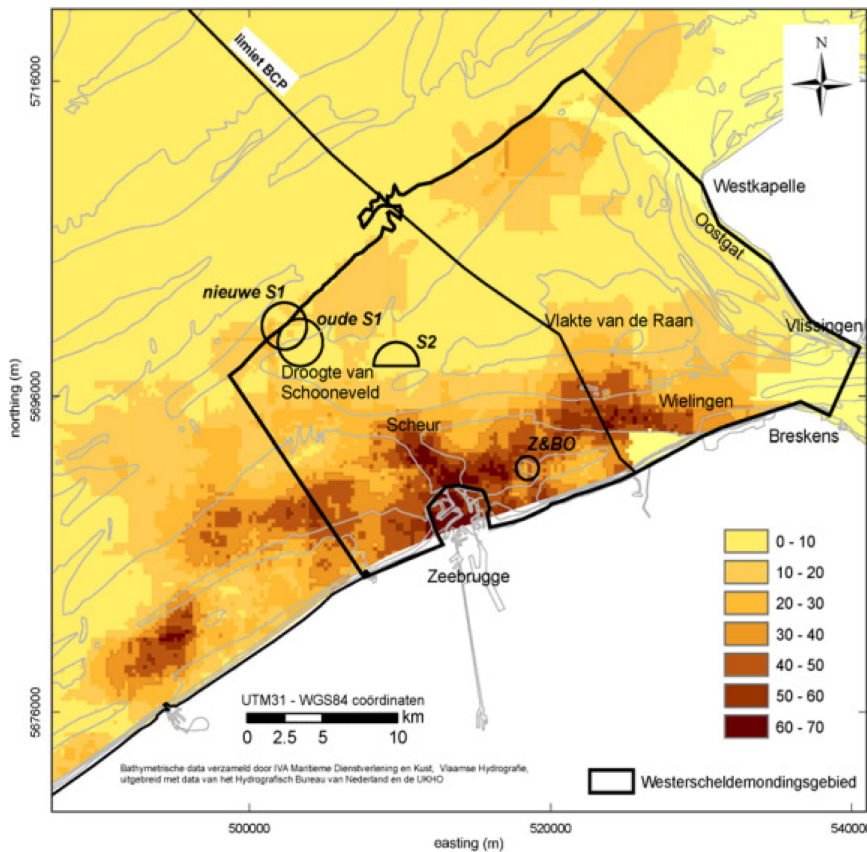 N
limiet BCP
5716000
Westkapelle
Oostgat
nieuwe S1
oude S1
S2
Vlakte van de Raan
Vlissingen
Droogte van
Schooneveld
northing (m)
5696000
Scheur
Wielingen
Z&BO
Breskens
Zeebrugge
0 - 10
10 - 20
20 - 30
30 - 40
40 - 50
50 - 60
60 - 70
UTM31 - WGS84 coördinaten
km
0 2.5 5 10
5676000
Bathymetrische data verzameld door IVA Maritieme Dienstverlening en Kust, Vlaamse Hydrografie,
uitgebreid met data van het Hydrografisch Bureau van Nederland en de UKHO
Westerscheldemondingsgebied
500000 520000 540000
easting (m)